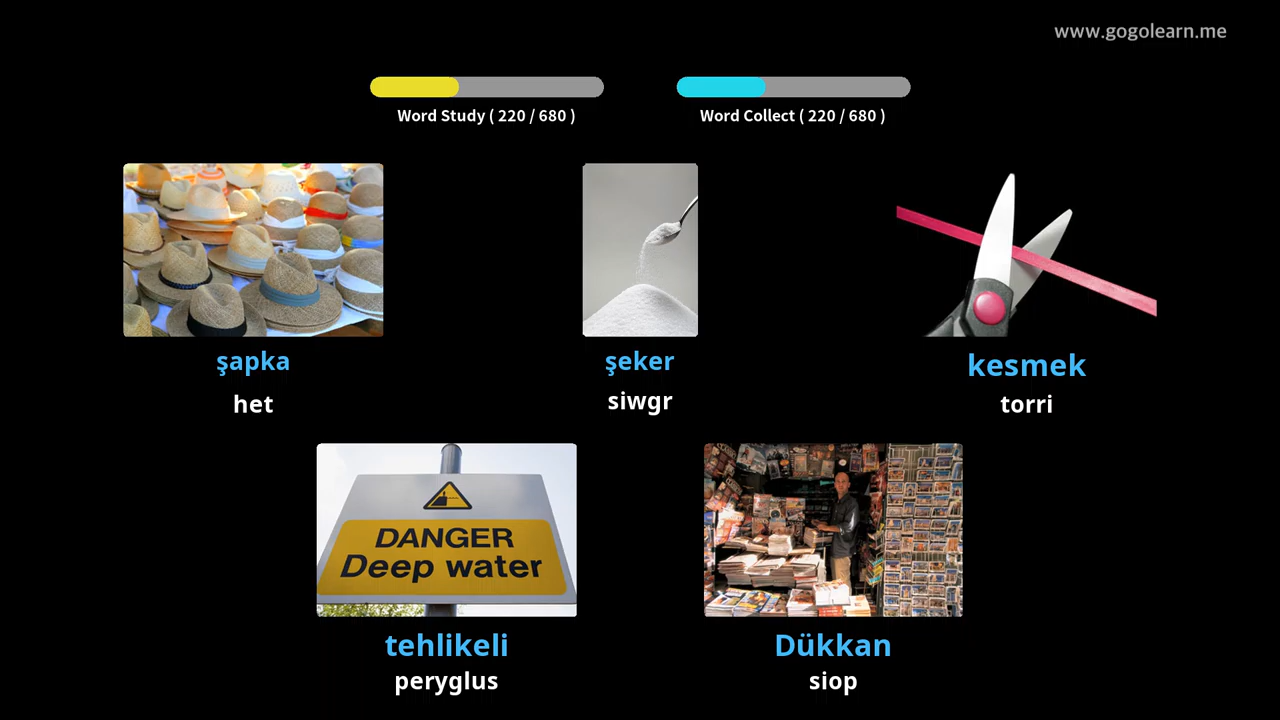 www.gogolearn.me
Word Study ( 220 / 680 )
Word Collect ( 220 / 680 )
şapka
het
şeker
siwgr
kesmek
torri
DANGER
Deep water
tehlikeli
peryglus
Dükkan
siop